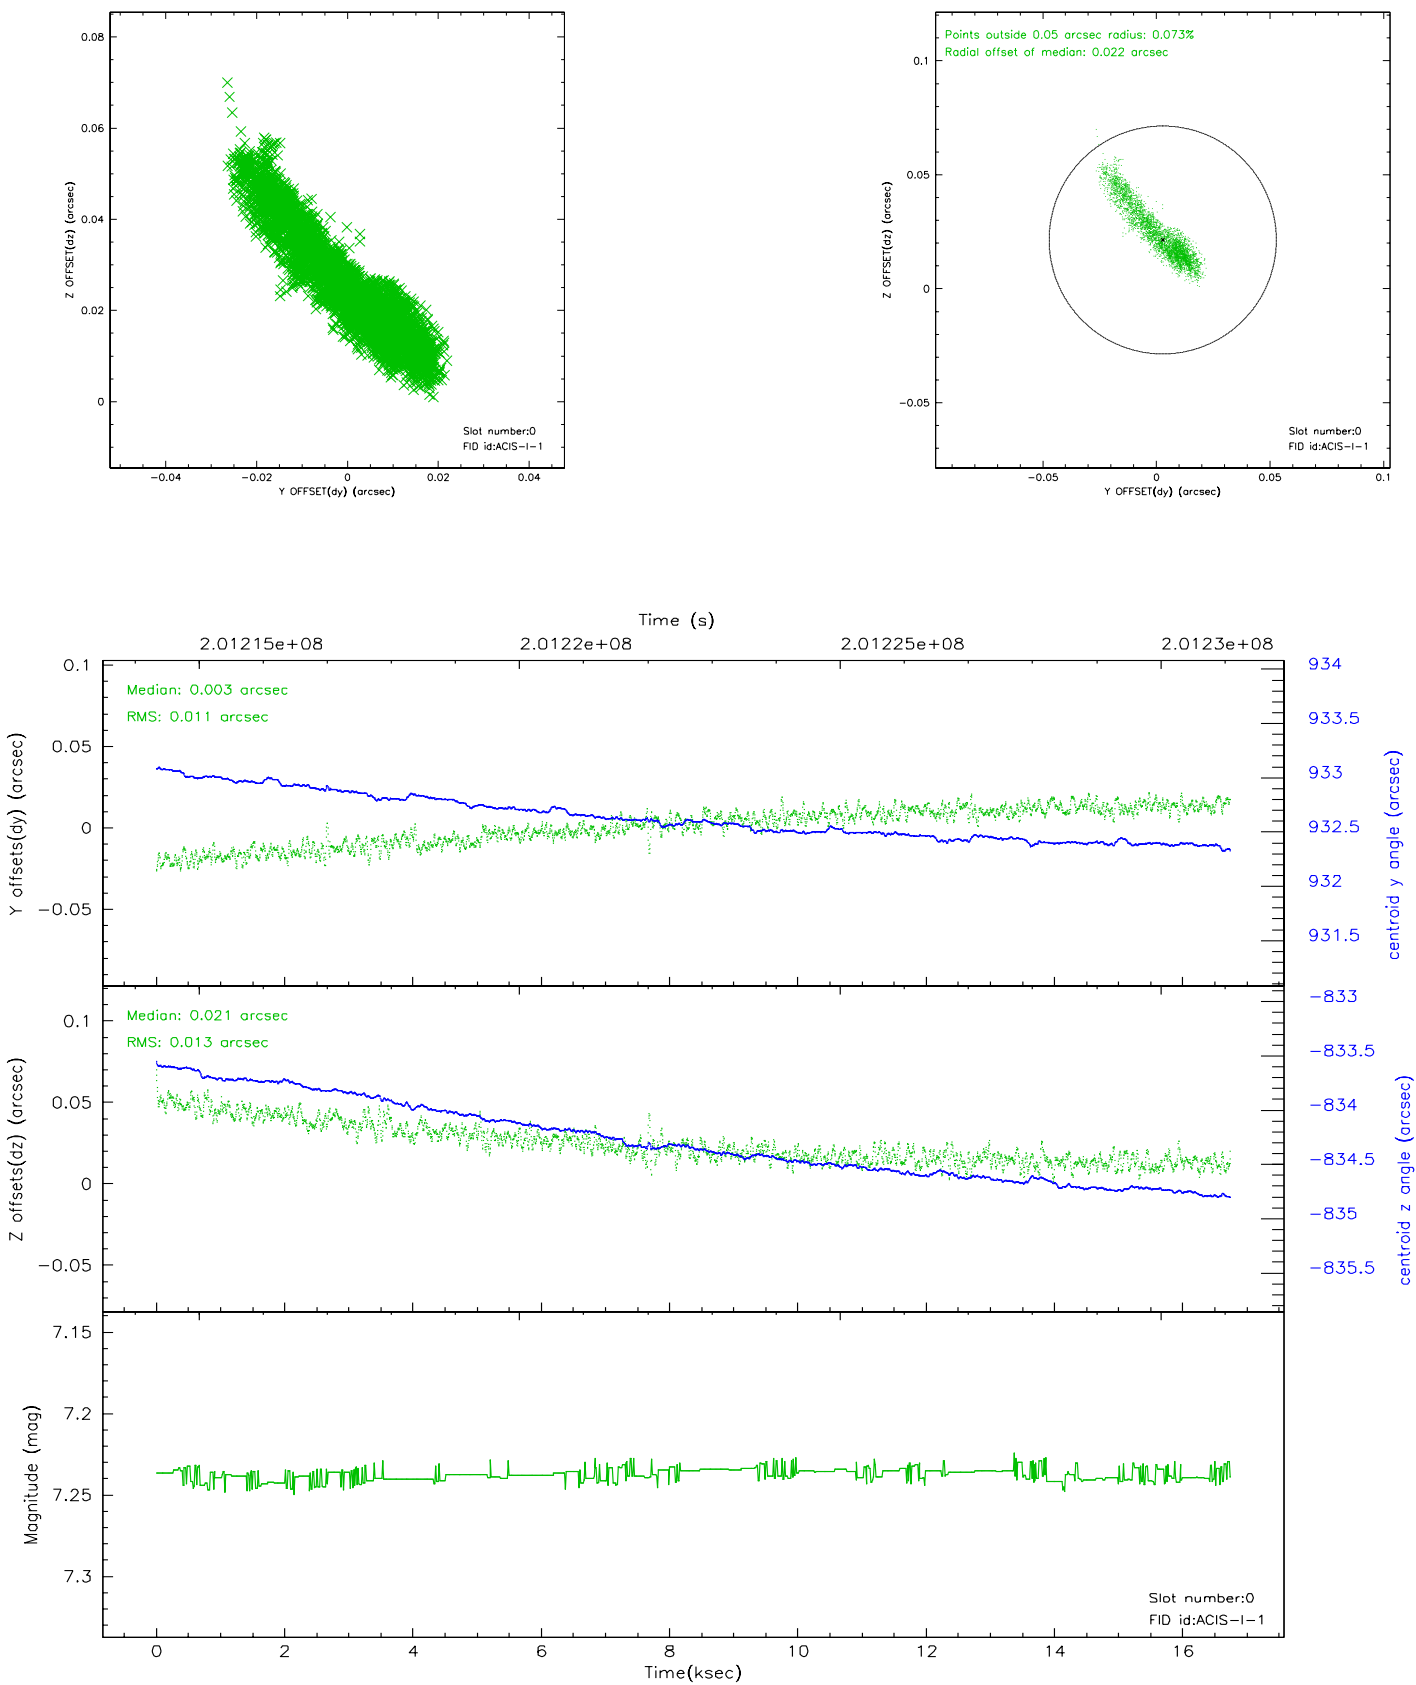 0.08
0.06
0.04
0.02
0
Z OFFSET(dz) (arcsec)
−0.04 −0.02 0 0.02 0.04
Y OFFSET(dy) (arcsec)
Slot number:0
FID id:ACIS−I−1
Points outside 0.05 arcsec radius: 0.073%
Radial offset of median: 0.022 arcsec
0.1
0.05
0
−0.05
Z OFFSET(dz) (arcsec)
−0.05 0 0.05 0.1
Y OFFSET(dy) (arcsec)
Slot number:0
FID id:ACIS−I−1
Time (s)
2.01215e+08 2.0122e+08 2.01225e+08 2.0123e+08
Median: 0.003 arcsec
RMS: 0.011 arcsec
0.1
0.05
0
−0.05
Y offsets(dy) (arcsec)
934
933.5
933
932.5
932
931.5
centroid y angle (arcsec)
Median: 0.021 arcsec
RMS: 0.013 arcsec
0.1
0.05
0
−0.05
Z offsets(dz) (arcsec)
−833
−833.5
−834
−834.5
−835
−835.5
centroid z angle (arcsec)
7.15
7.2
7.25
7.3
Magnitude (mag)
Slot number:0
FID id:ACIS−I−1
0 2 4 6 8 10 12 14 16
Time(ksec)